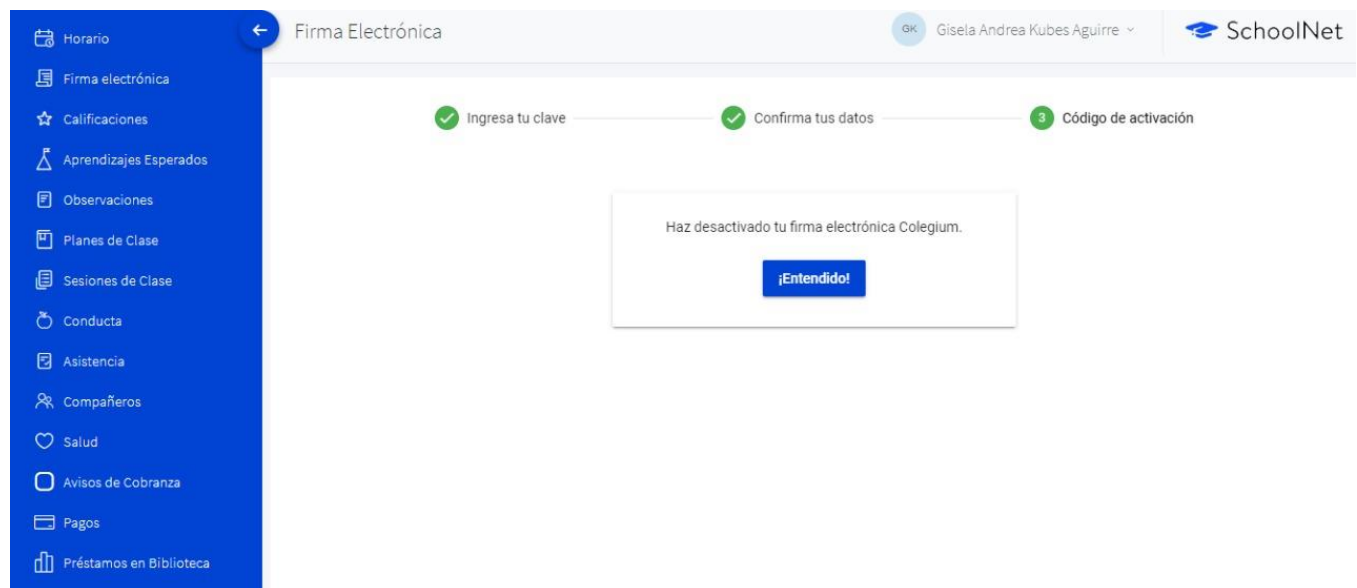 Horario
Firma electrónica
Calificaciones
Aprendizajes Esperados
Observaciones
Planes de Clase
Sesiones de Clase
Conducta
Asistencia
Compañeros
Salud
Avisos de Cobranza
Pagos
Préstamos en Biblioteca
Firma Electrónica
GK Gisela Andrea Kubes Aguirre
SchoolNet
Ingresa tu clave
Confirma tus datos
3 Código de activación
Haz desactivado tu firma electrónica Colegium.
¡Entendido!